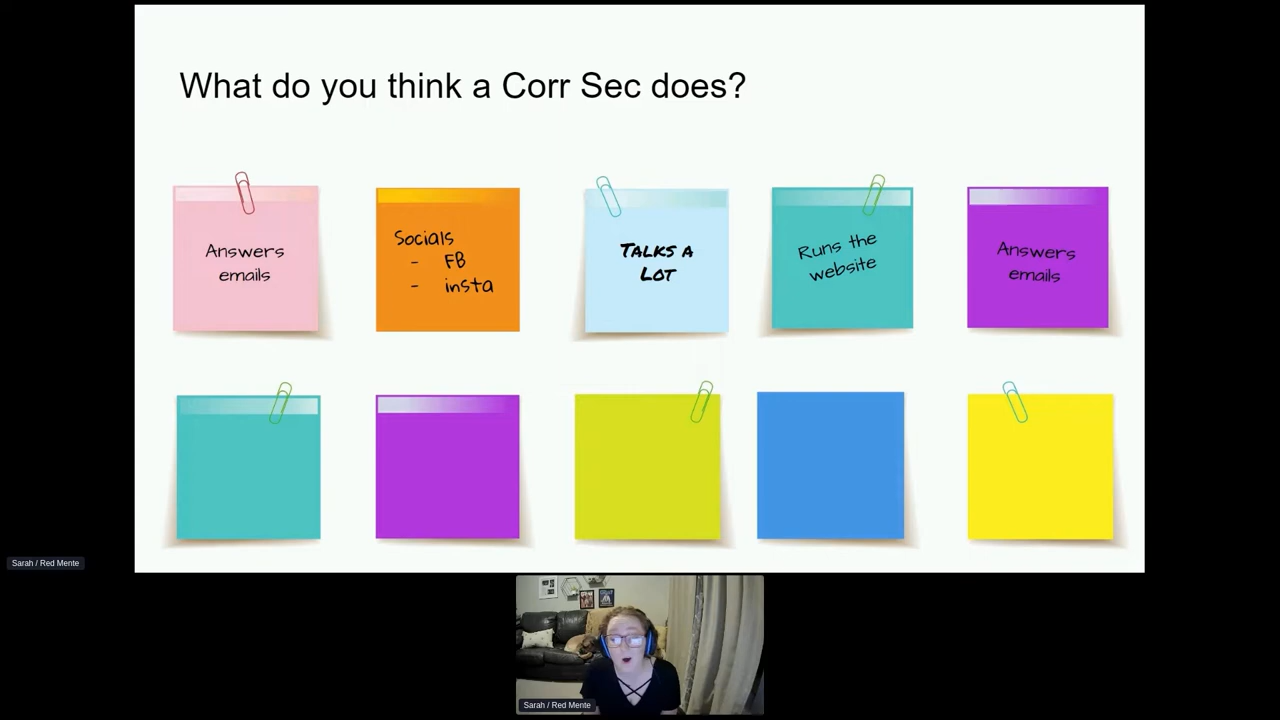 What do you think a Corr Sec does?
Answers
emails
Socials
- FB
- insta
Talks a
Lot
Runs the
website
Answers
emails
Sarah / Red Mente
Sarah / Red Mente